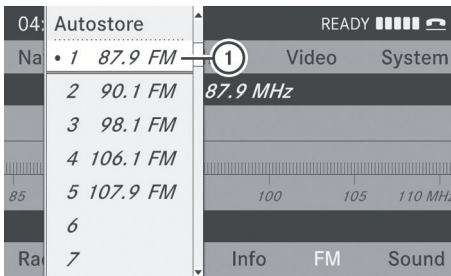 04: Autostore READY
Na • 1 87.9 FM 1 Video System
2 90.1 FM 87.9 MHz
3 98.1 FM
4 106.1 FM
85 5 107.9 FM 100 105 110 MHz
6
Ra 7 Info FM Sound